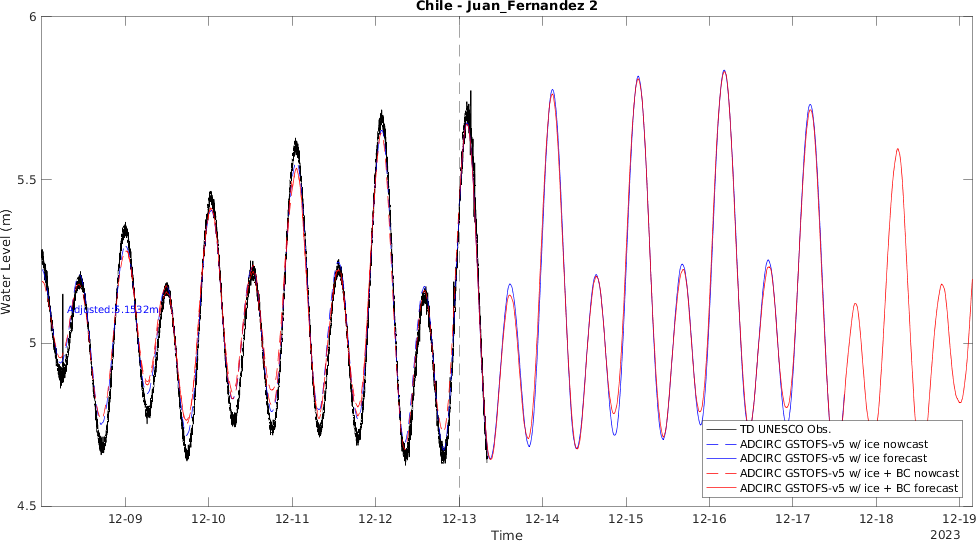 Chile - Juan_Fernandez 2
6
5.5
5
4.5
Water Level (m)
Adjusted:5.1532m
TD UNESCO Obs.
ADCIRC GSTOFS-v5 w/ ice nowcast
ADCIRC GSTOFS-v5 w/ ice forecast
ADCIRC GSTOFS-v5 w/ ice + BC nowcast
ADCIRC GSTOFS-v5 w/ ice + BC forecast
12-09 12-10 12-11 12-12 12-13 12-14 12-15 12-16 12-17 12-18 12-19
Time
2023